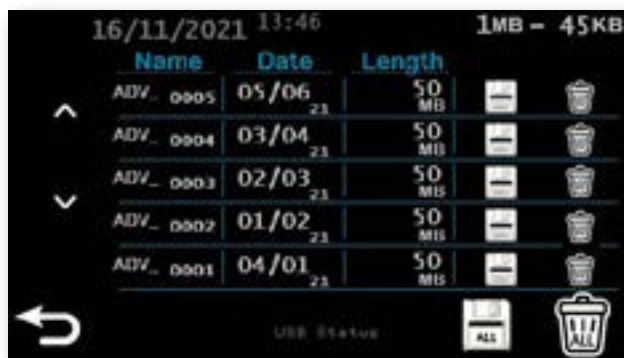 16/11/2021 13:46 1MB - 45KB
Name Date Length
ADV_ 0005 05/06 21 50 MB
ADV_ 0004 03/04 21 50 MB
ADV_ 0003 02/03 21 50 MB
ADV_ 0002 01/02 21 50 MB
ADV_ 0001 04/01 21 50 MB
USB Status
ALL ALL